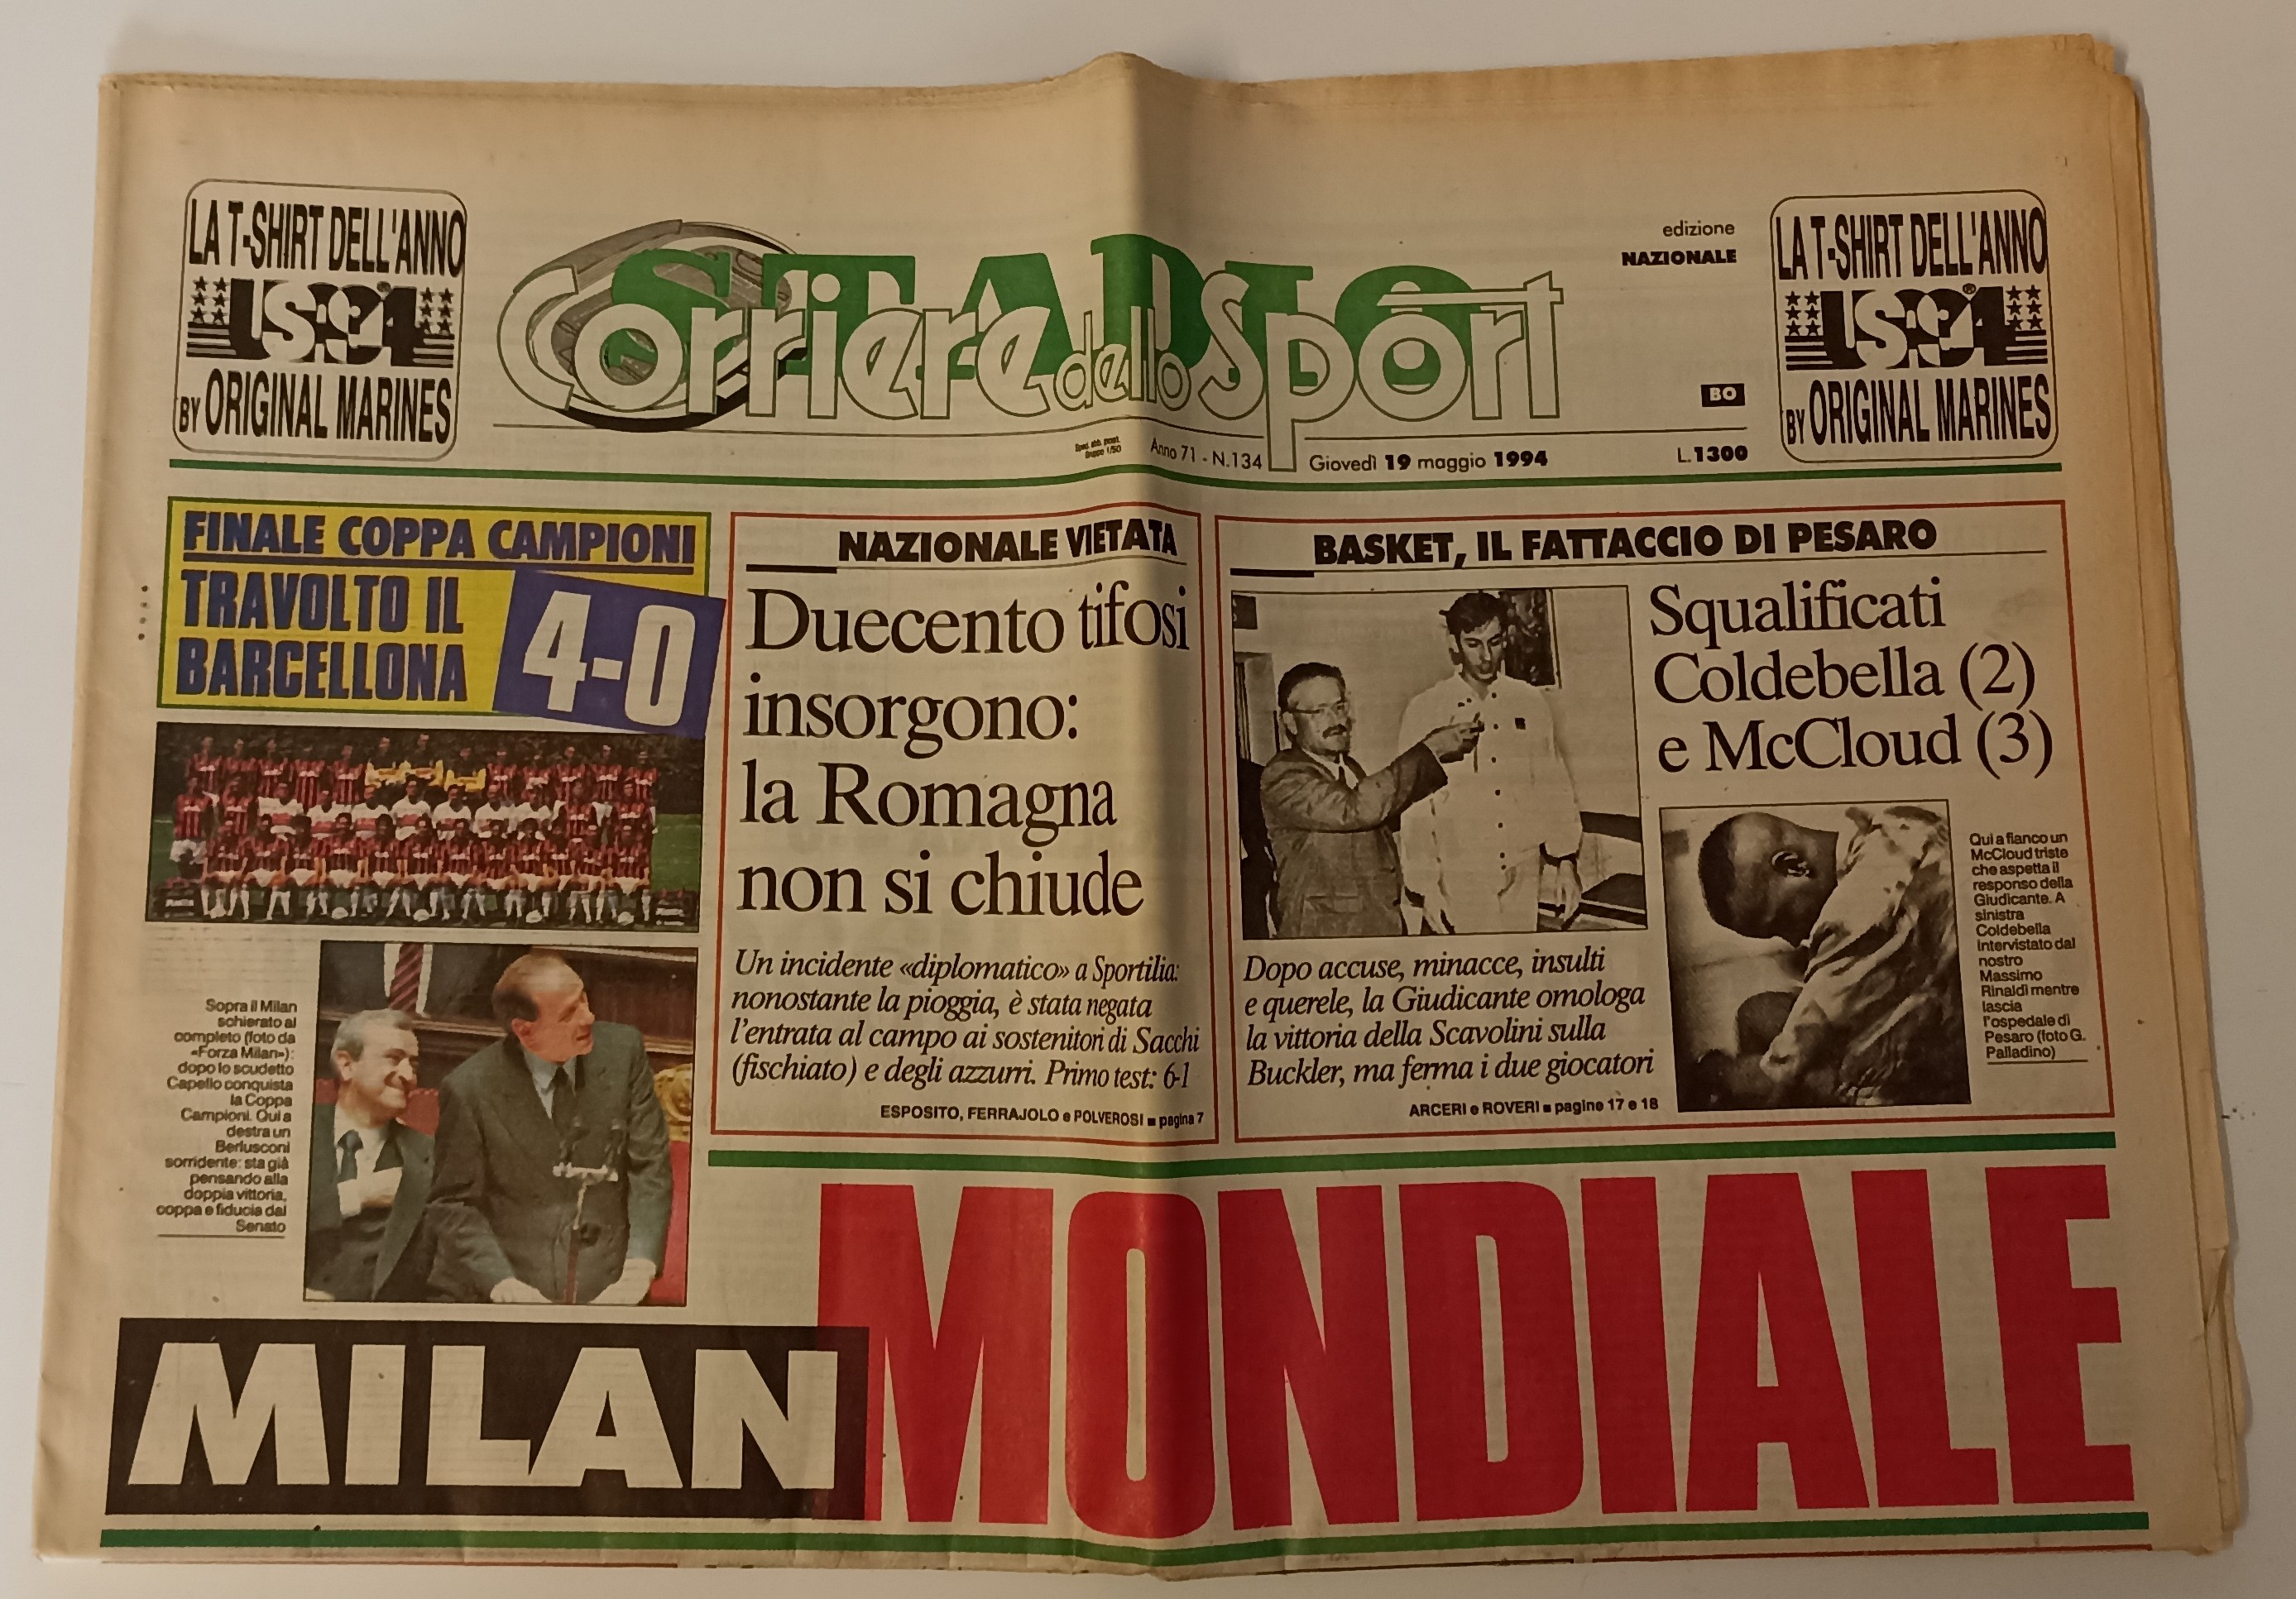 LA T-SHIRT DELL'ANNO
USA94
BY ORIGINAL MARINES
STADIO
Corriere dello Sport
edizione
NAZIONALE
BO
Sped. abb. post.
Gruppo 1/50
Anno 71 - N.134
Giovedì 19 maggio 1994
L.1300
LA T-SHIRT DELL'ANNO
USA94
BY ORIGINAL MARINES
FINALE COPPA CAMPIONI
TRAVOLTO IL
BARCELLONA
4-0
Sopra il Milan
schierato al
completo (foto da
«Forza Milan»):
dopo lo scudetto
Capello conquista
la Coppa
Campioni. Qui a
destra un
Berlusconi
sorridente: sta già
pensando alla
doppia vittoria,
coppa e fiducia dal
Senato
NAZIONALE VIETATA
Duecento tifosi
insorgono:
la Romagna
non si chiude
Un incidente «diplomatico» a Sportilia:
nonostante la pioggia, è stata negata
l'entrata al campo ai sostenitori di Sacchi
(fischiato) e degli azzurri. Primo test: 6-1
ESPOSITO, FERRAJOLO e POLVEROSI ■ pagina 7
BASKET, IL FATTACCIO DI PESARO
Squalificati
Coldebella (2)
e McCloud (3)
Dopo accuse, minacce, insulti
e querele, la Giudicante omologa
la vittoria della Scavolini sulla
Buckler, ma ferma i due giocatori
ARCERI e ROVERI ■ pagine 17 e 18
Qui a fianco un
McCloud triste
che aspetta il
responso della
Giudicante. A
sinistra
Coldebella
intervistato dal
nostro
Massimo
Rinaldi mentre
lascia
l'ospedale di
Pesaro (foto G.
Palladino)
MILAN MONDIALE